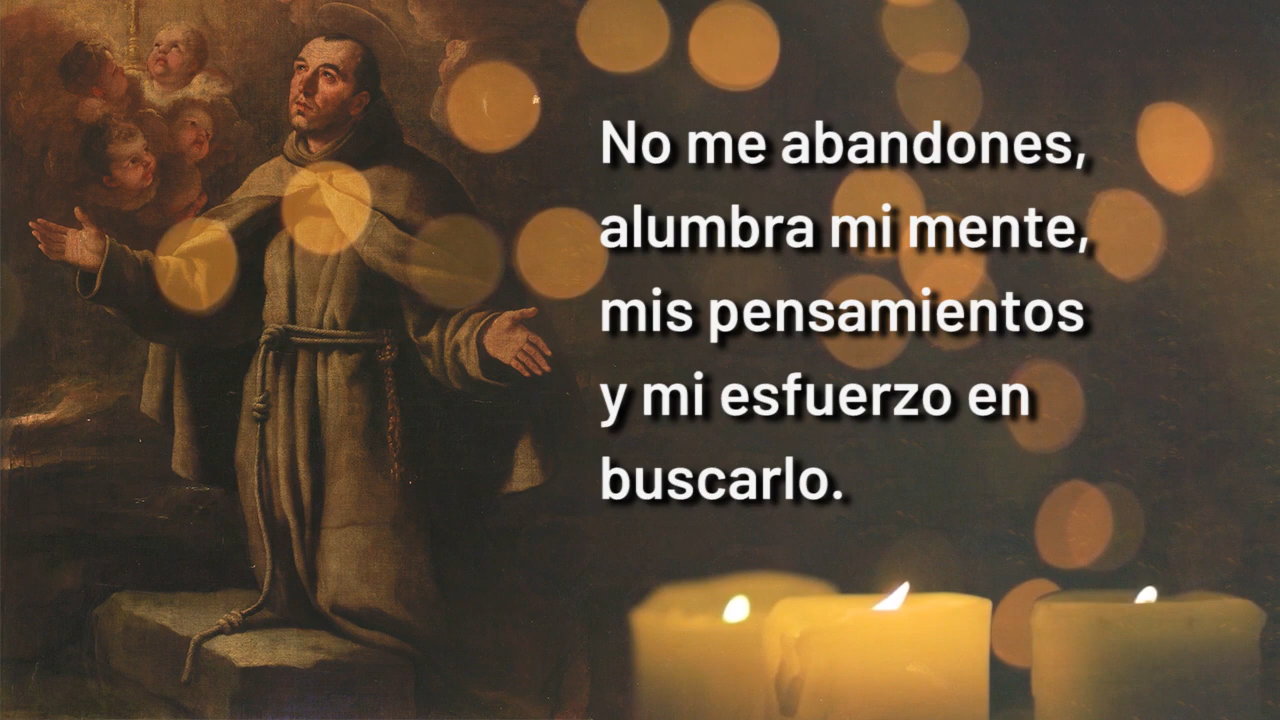 No me abandones,
alumbra mi mente,
mis pensamientos
y mi esfuerzo en
buscarlo.